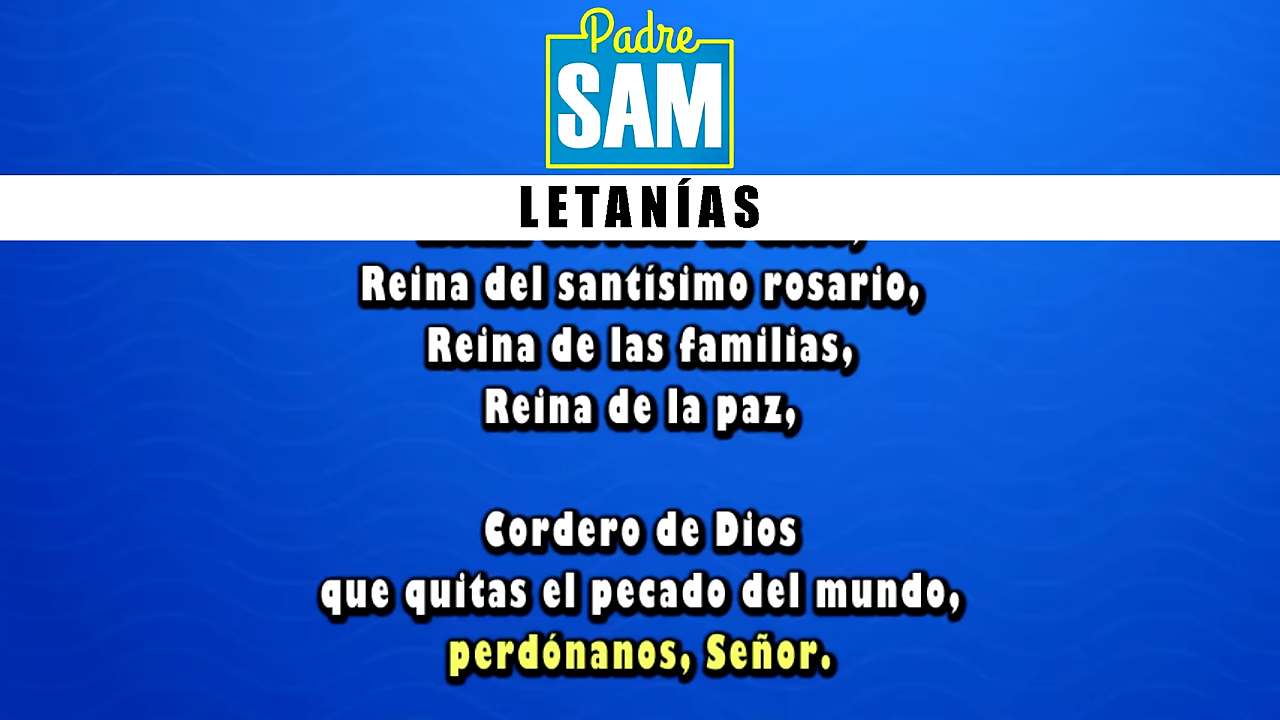 Padre
SAM
LETANÍAS
Reina del santísimo rosario,
Reina de las familias,
Reina de la paz,
Cordero de Dios
que quitas el pecado del mundo,
perdónanos, Señor.